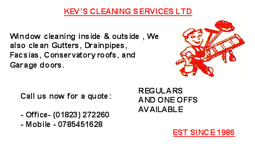 KEV'S CLEANING SERVICES LTD
Window cleaning inside & outside , We
also clean Gutters, Drainpipes,
Facsias, Conservatory roofs, and
Garage doors.
Call us now for a quote:
- Office- (01823) 272260
- Mobile - 0785451628
REGULARS
AND ONE OFFS
AVAILABLE
EST SINCE 1986